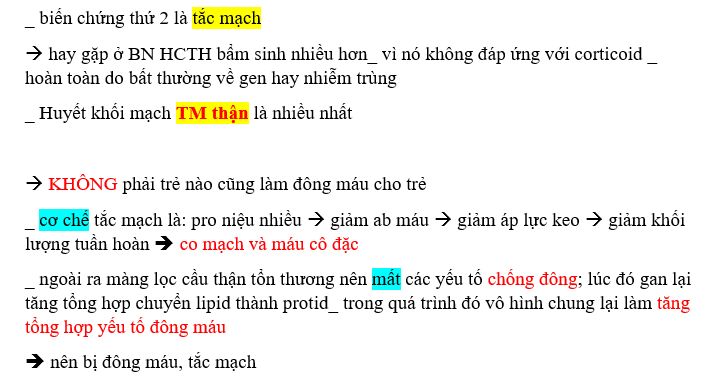 _ biến chứng thứ 2 là tắc mạch
→ hay gặp ở BN HCTH bẩm sinh nhiều hơn_ vì nó không đáp ứng với corticoid _
hoàn toàn do bất thường về gen hay nhiễm trùng
_ Huyết khối mạch TM thận là nhiều nhất
→ KHÔNG phải trẻ nào cũng làm đông máu cho trẻ
_ cơ chế tắc mạch là: pro niệu nhiều → giảm ab máu → giảm áp lực keo → giảm khối
lượng tuần hoàn ➔ co mạch và máu cô đặc
_ ngoài ra màng lọc cầu thận tổn thương nên mất các yếu tố chống đông; lúc đó gan lại
tăng tổng hợp chuyển lipid thành protid_ trong quá trình đó vô hình chung lại làm tăng
tổng hợp yếu tố đông máu
➔ nên bị đông máu, tắc mạch